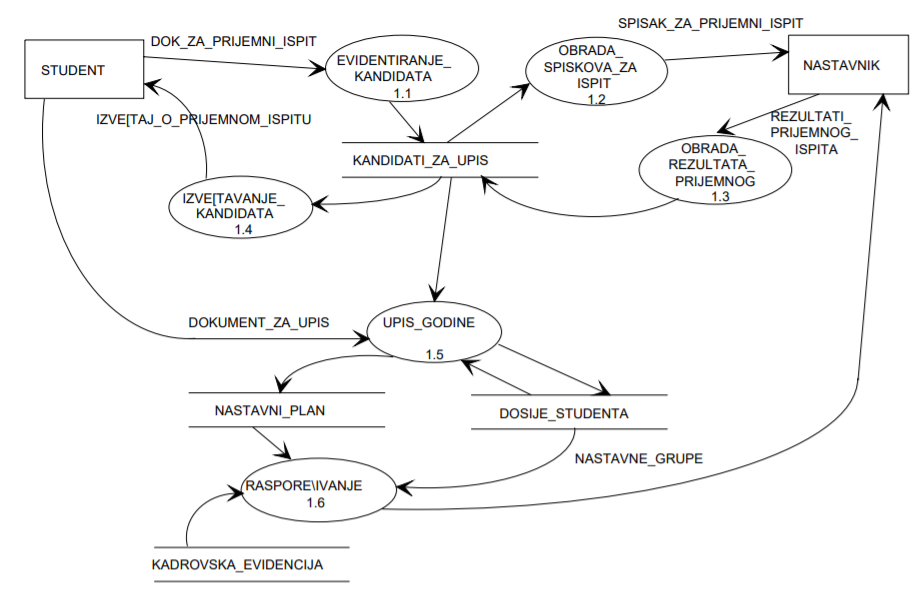 SPISAK_ZA_PRIJEMNI_ISPIT
DOK_ZA_PRIJEMNI_ISPIT
STUDENT
EVIDENTIRANJE_
KANDIDATA
1.1
OBRADA_
SPISKOVA_ZA_
ISPIT
1.2
NASTAVNIK
IZVE[TAJ_O_PRIJEMNOM_ISPITU
REZULTATI_
PRIJEMNOG_
ISPITA
KANDIDATI_ZA_UPIS
OBRADA_
REZULTATA_
PRIJEMNOG
1.3
IZVE[TAVANJE_
KANDIDATA
1.4
DOKUMENT_ZA_UPIS
UPIS_GODINE
1.5
NASTAVNI_PLAN
DOSIJE_STUDENTA
NASTAVNE_GRUPE
RASPORE\IVANJE
1.6
KADROVSKA_EVIDENCIJA